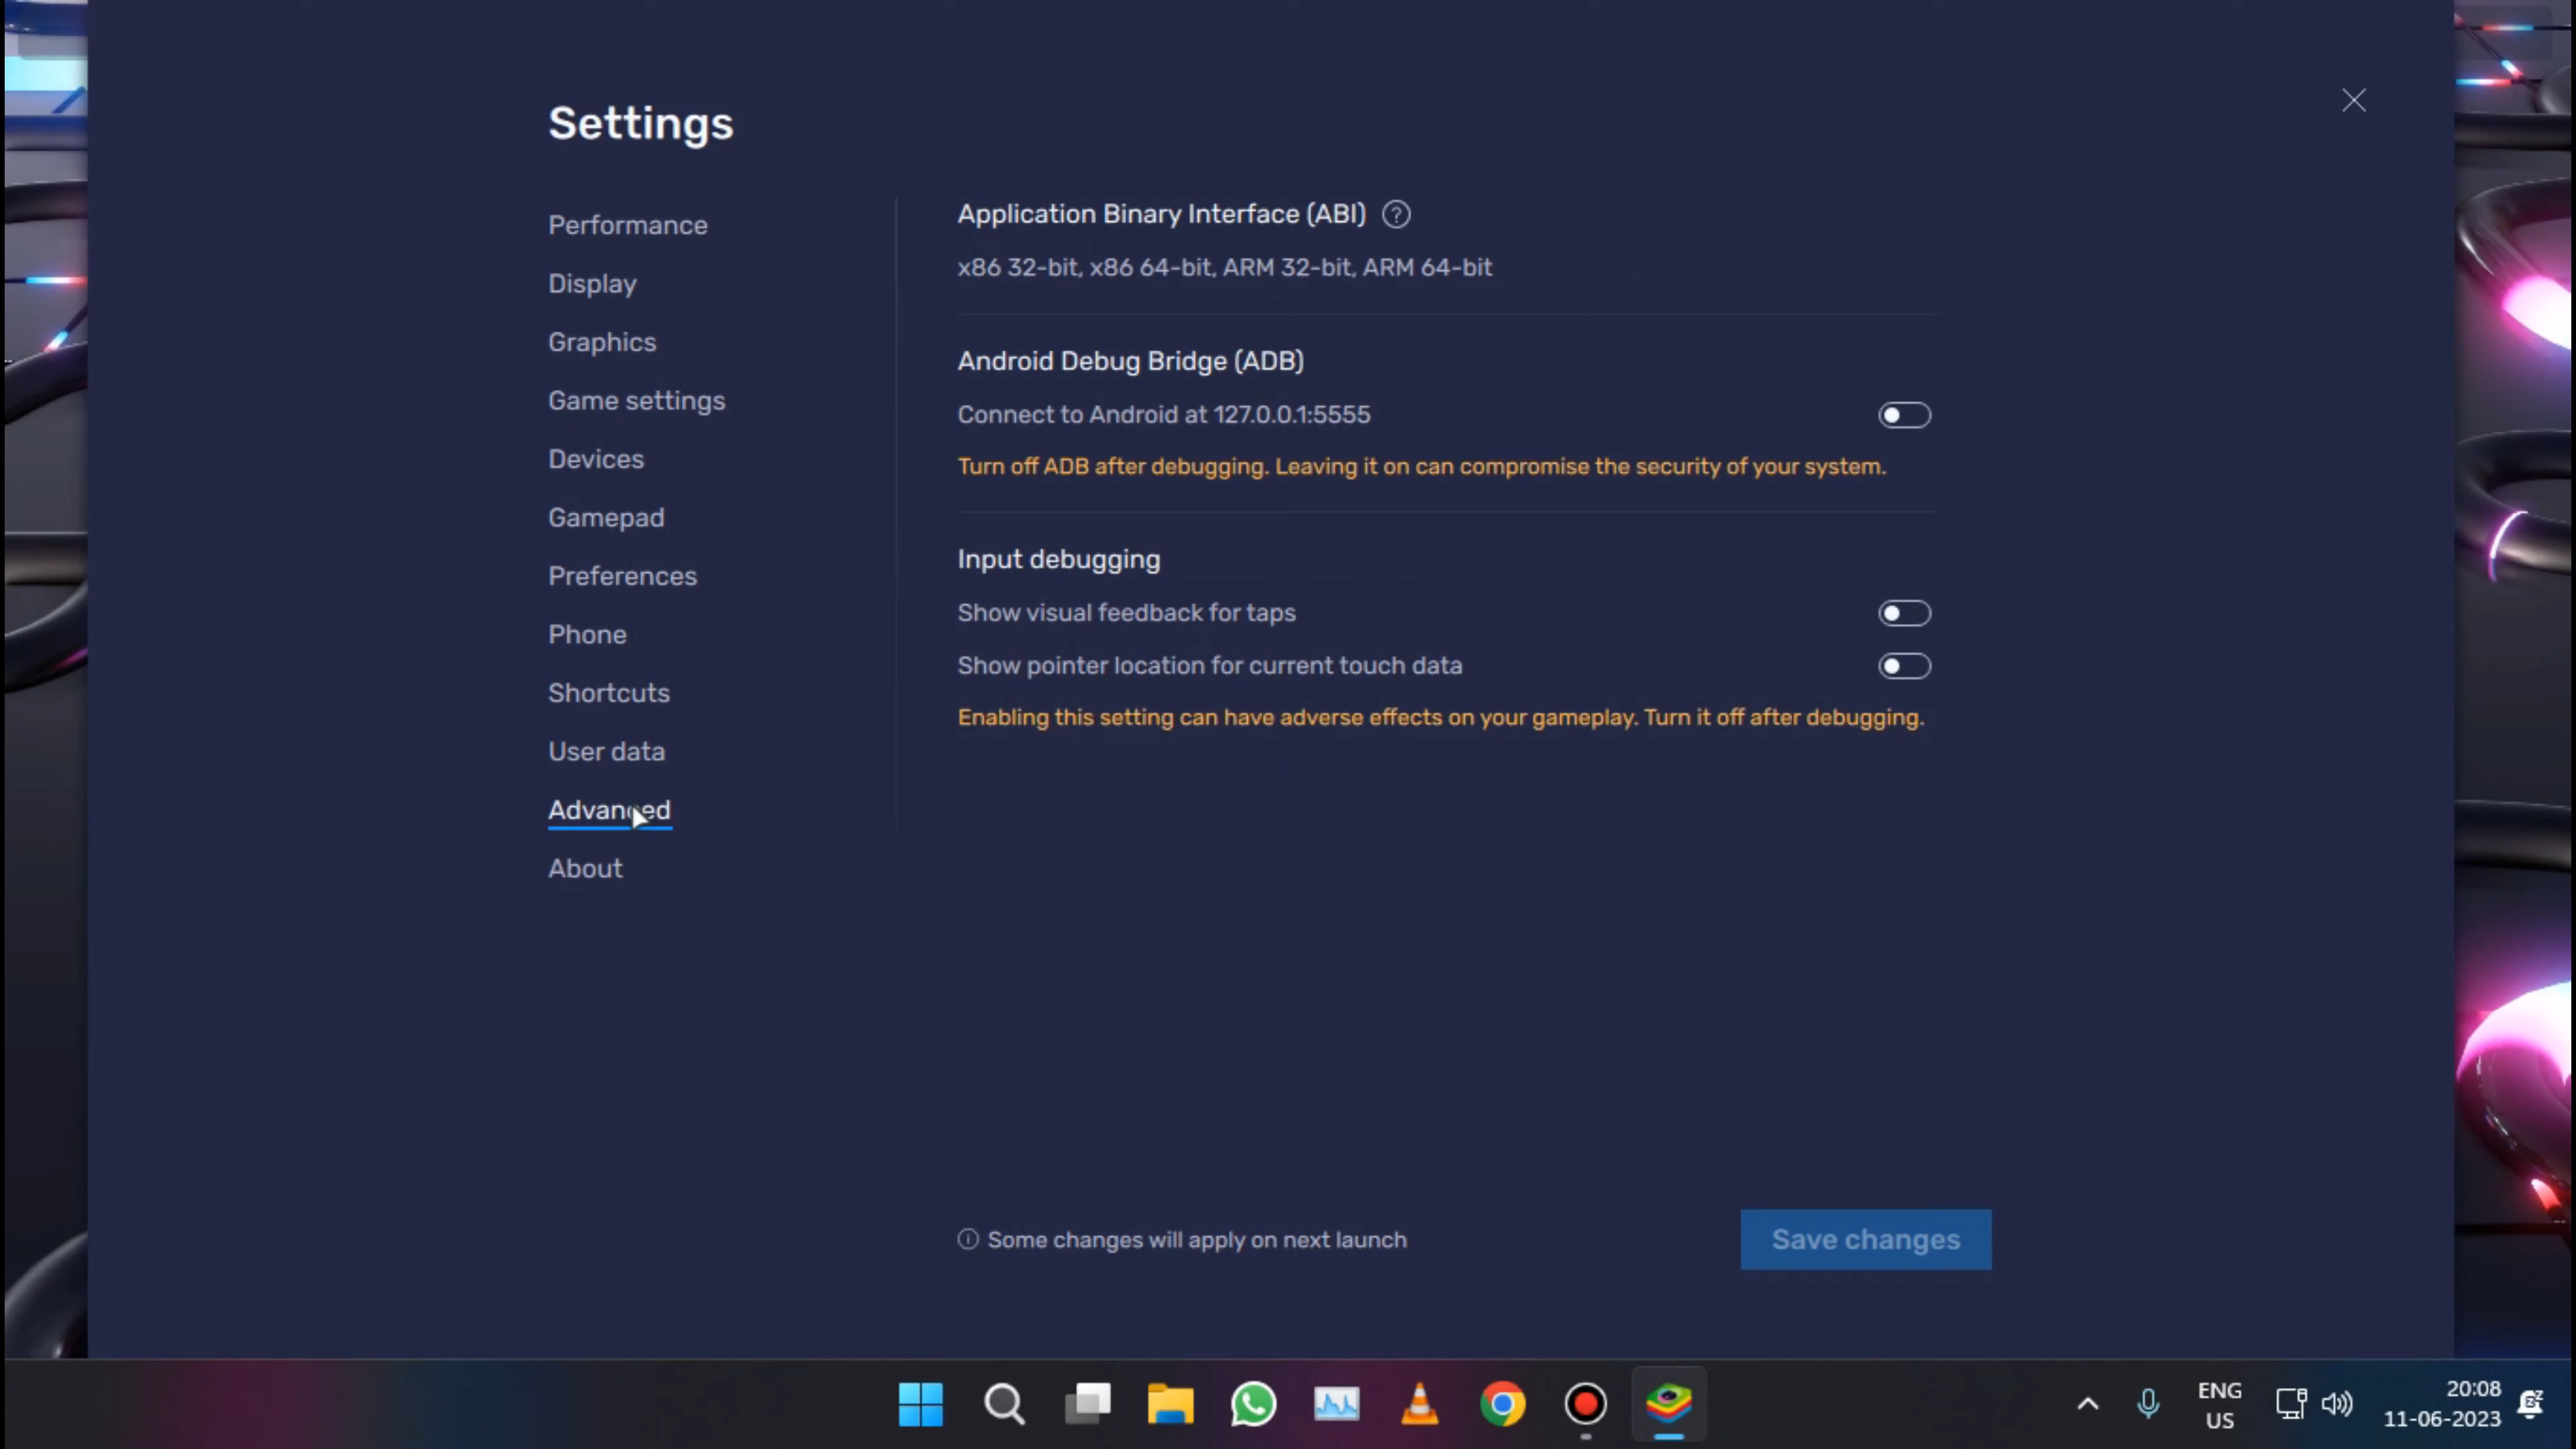 Settings
Performance
Display
Graphics
Game settings
Devices
Gamepad
Preferences
Phone
Shortcuts
User data
Advanced
About
Application Binary Interface (ABI) ?
x86 32-bit, x86 64-bit, ARM 32-bit, ARM 64-bit
Android Debug Bridge (ADB)
Connect to Android at 127.0.0.1:5555
Turn off ADB after debugging. Leaving it on can compromise the security of your system.
Input debugging
Show visual feedback for taps
Show pointer location for current touch data
Enabling this setting can have adverse effects on your gameplay. Turn it off after debugging.
Some changes will apply on next launch
Save changes
ENG
US
20:08
11-06-2023